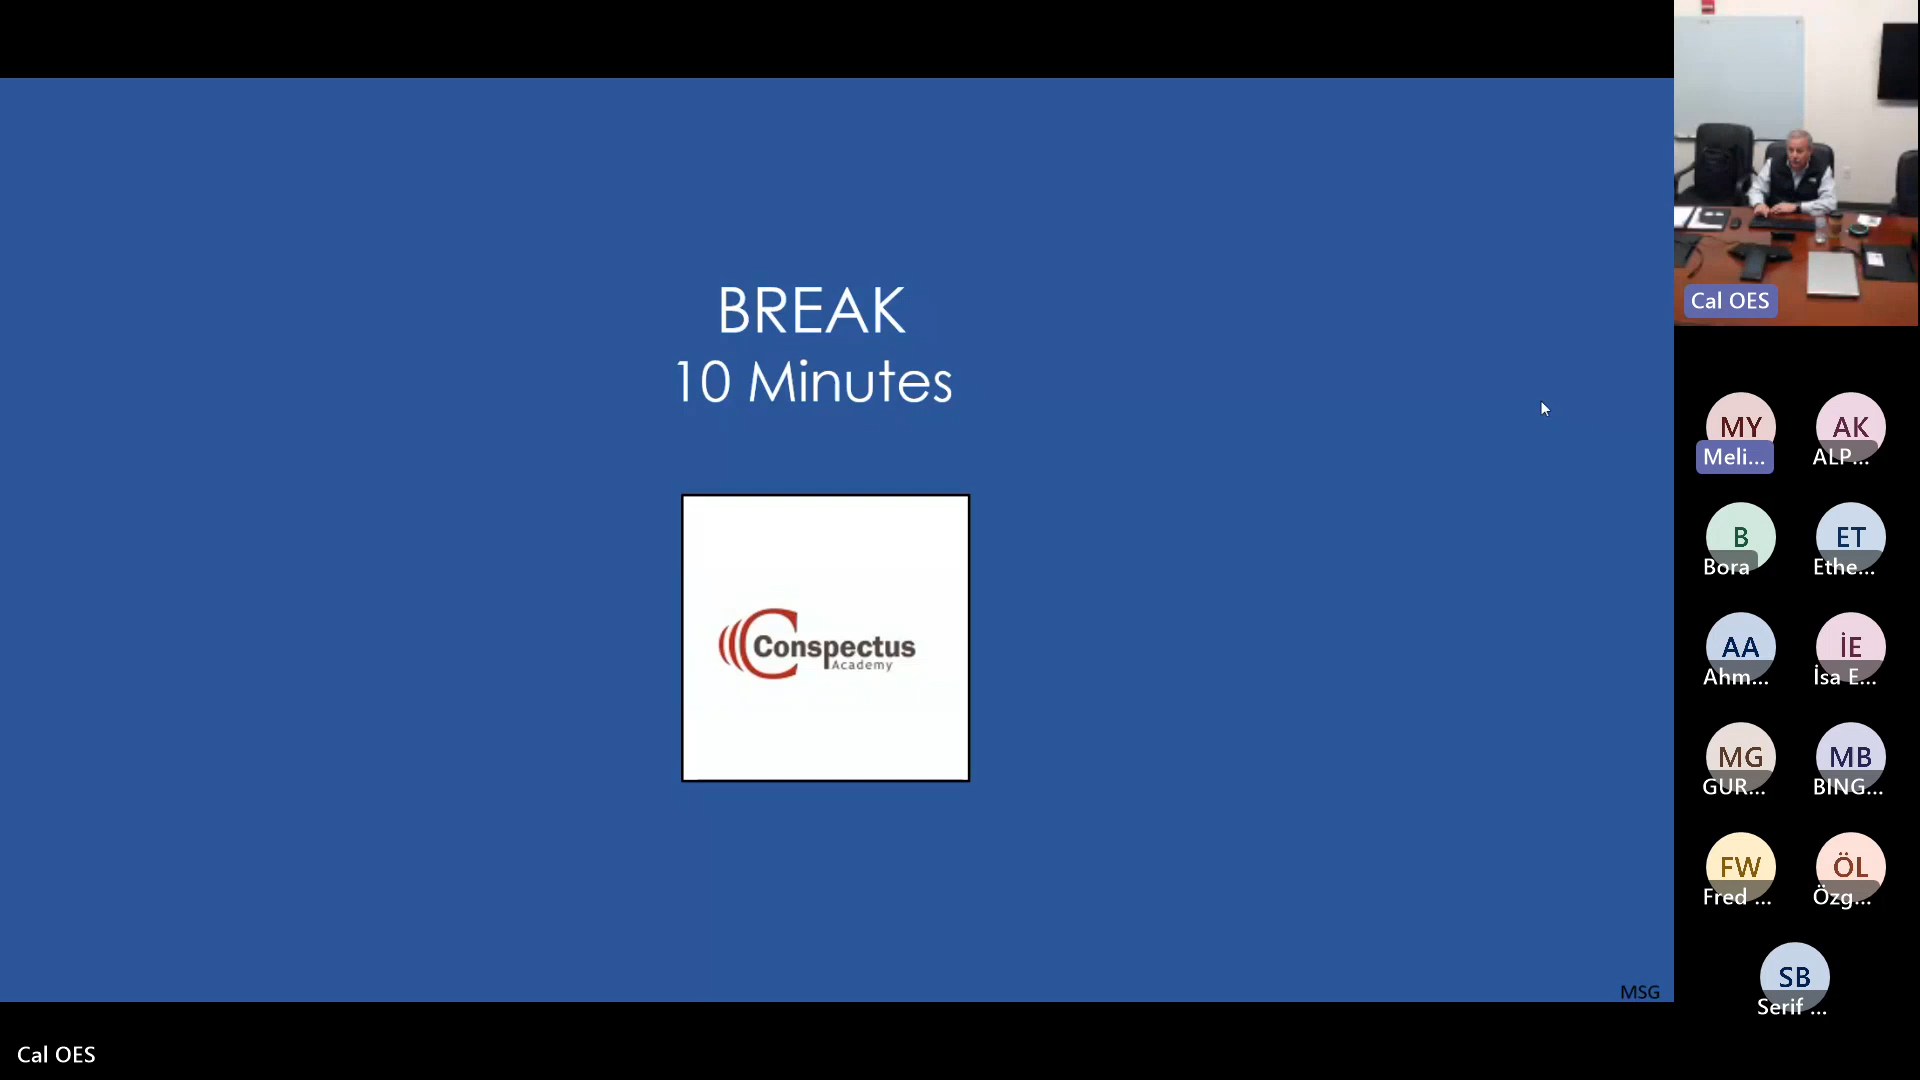 BREAK
10 Minutes
Conspectus
Academy
MSG
Cal OES
Cal OES
MY
Meli...
AK
ALP...
B
Bora
ET
Ethe...
AA
Ahm...
İE
İsa E...
MG
GUR...
MB
BING...
FW
Fred ...
ÖL
Özg...
SB
Serif ...